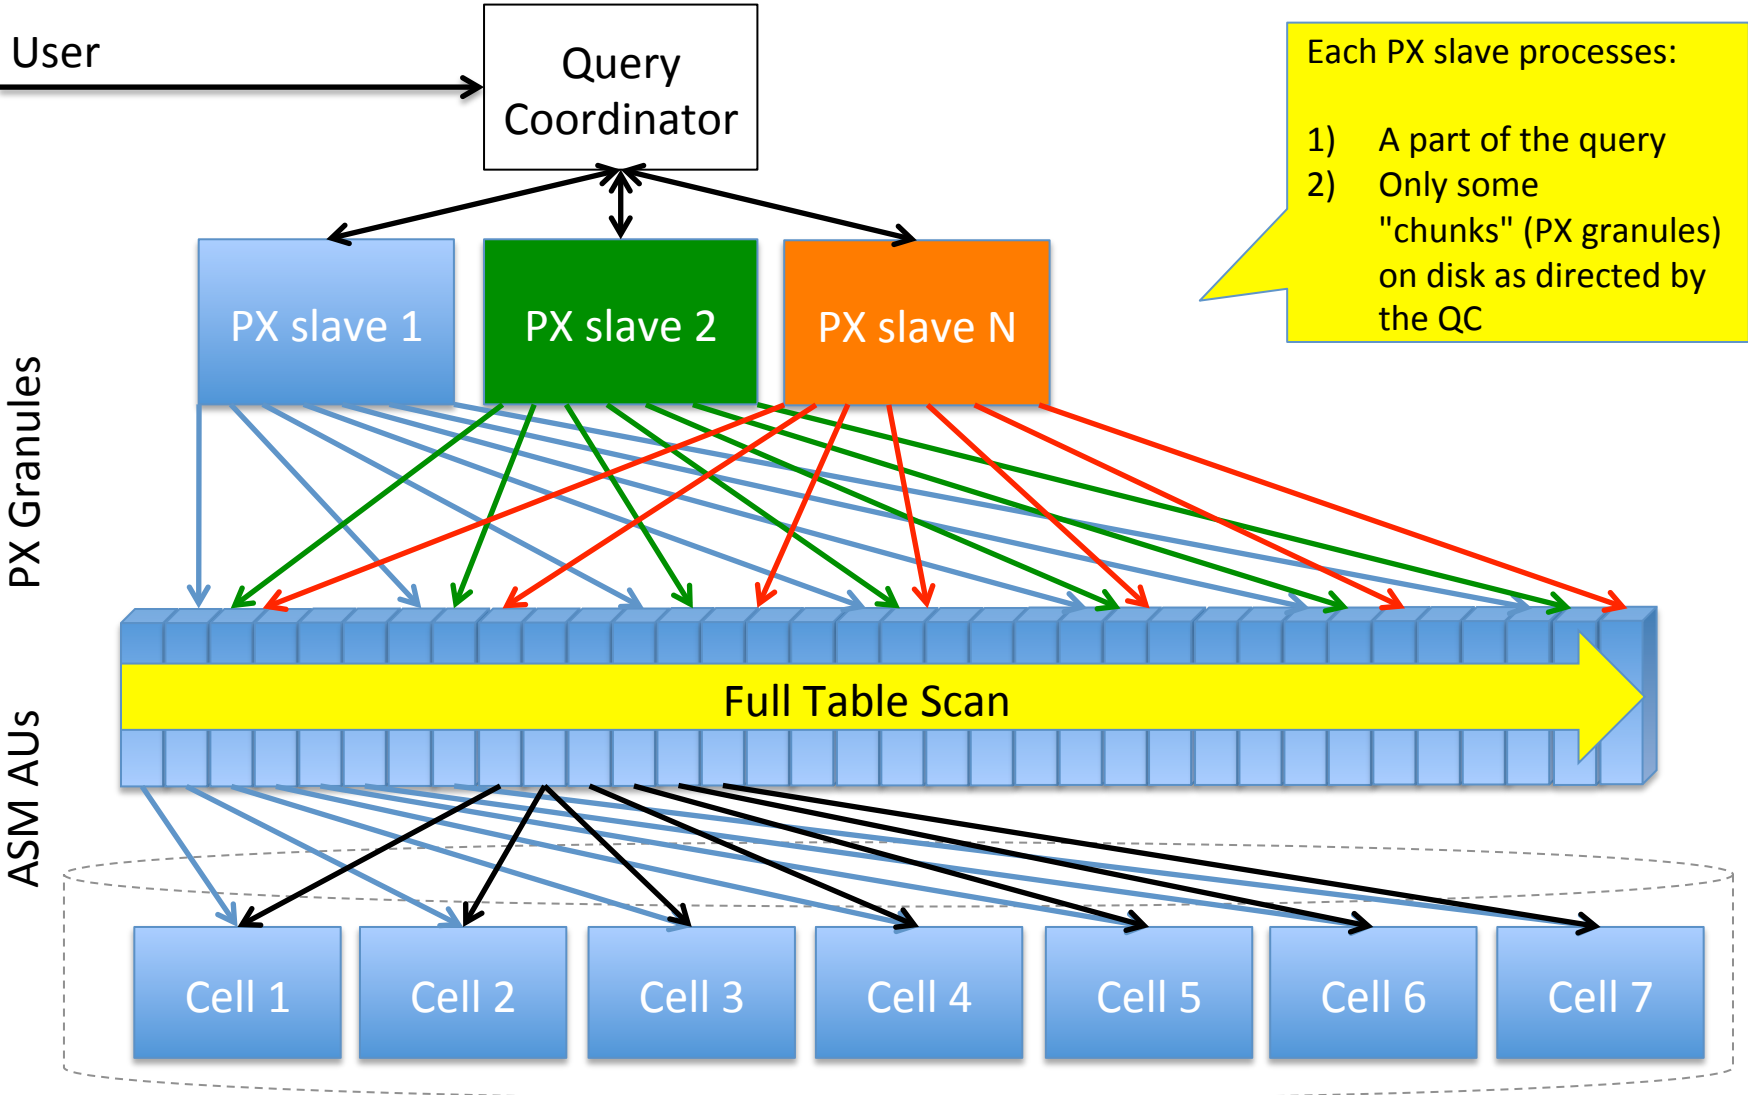 User
Query
Coordinator
Each PX slave processes:
1) A part of the query
2) Only some
"chunks" (PX granules)
on disk as directed by
the QC
PX slave 1
PX slave 2
PX slave N
PX Granules
Full Table Scan
ASM AUs
Cell 1
Cell 2
Cell 3
Cell 4
Cell 5
Cell 6
Cell 7